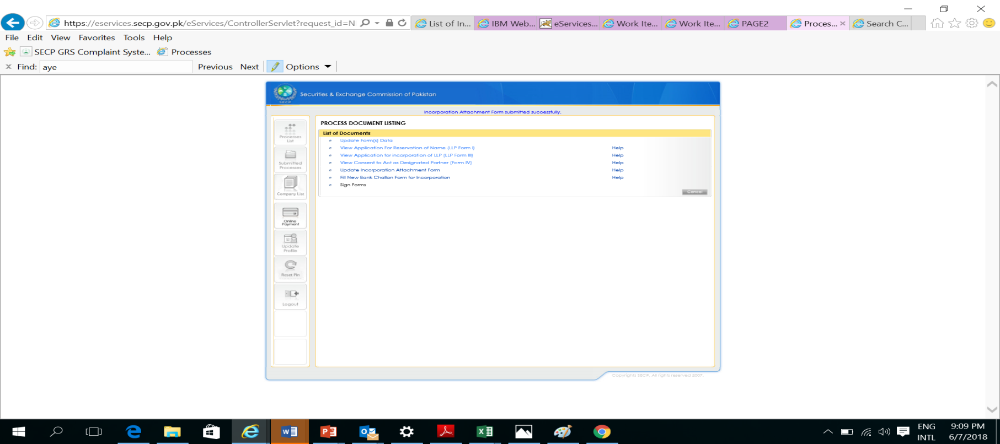 https://eservices.secp.gov.pk/eServices/ControllerServlet?request_id=N
List of In...
IBM Web...
eServices...
Work Ite...
Work Ite...
PAGE2
Proces...
Search C...
File Edit View Favorites Tools Help
SECP GRS Complaint Syste... Processes
Find: aye Previous Next Options
Securities & Exchange Commission of Pakistan
SECP
Incorporation Attachment Form submitted successfully.
PROCESS DOCUMENT LISTING
List of Documents
Update Form(s) Data
View Application For Reservation of Name (LLP Form I) Help
View Application for incorporation of LLP (LLP Form III) Help
View Consent to Act as Designated Partner (Form IV) Help
Update Incorporation Attachment Form Help
Fill New Bank Challan Form for Incorporation Help
Sign Forms
Cancel
Processes
List
Submitted
Processes
Company List
Online
Payment
Update
Profile
Reset Pin
Logout
Copyrights SECP. All rights reserved 2007.
ENG
INTL
9:09 PM
6/7/2018